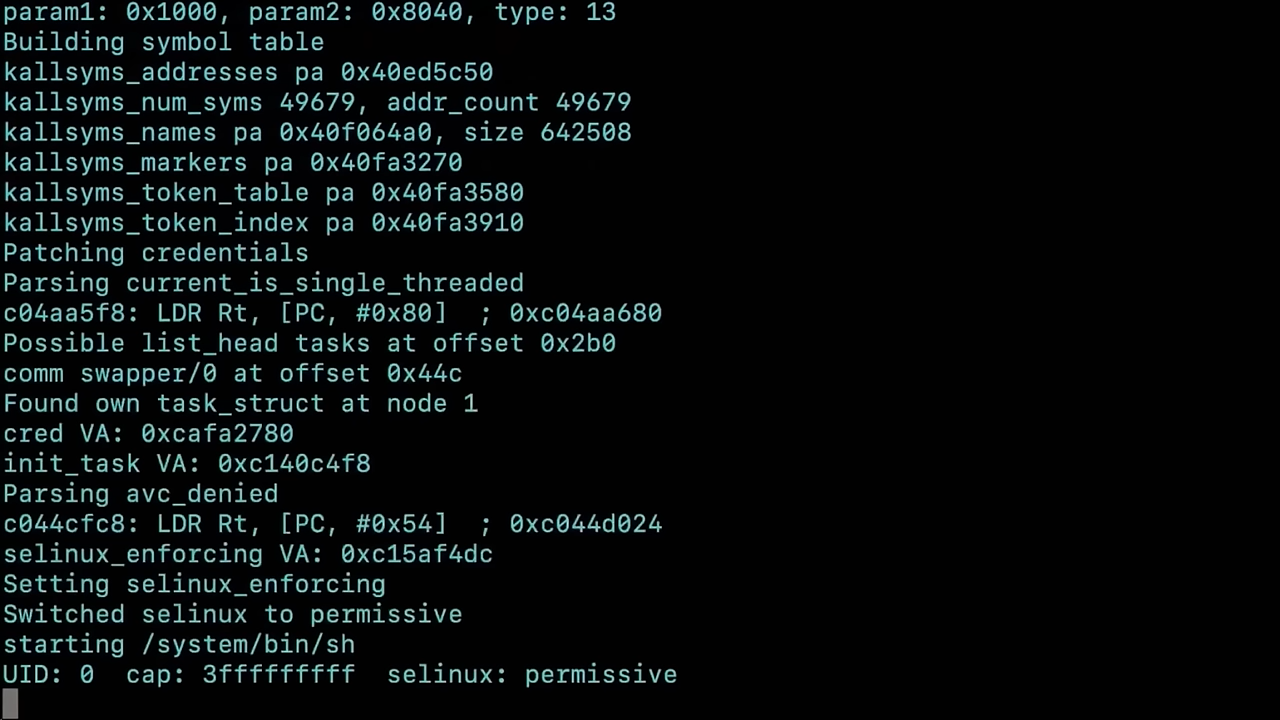 param1: 0x1000, param2: 0x8040, type: 13
Building symbol table
kallsyms_addresses pa 0x40ed5c50
kallsyms_num_syms 49679, addr_count 49679
kallsyms_names pa 0x40f064a0, size 642508
kallsyms_markers pa 0x40fa3270
kallsyms_token_table pa 0x40fa3580
kallsyms_token_index pa 0x40fa3910
Patching credentials
Parsing current_is_single_threaded
c04aa5f8: LDR Rt, [PC, #0x80]  ; 0xc04aa680
Possible list_head tasks at offset 0x2b0
comm swapper/0 at offset 0x44c
Found own task_struct at node 1
cred VA: 0xcafa2780
init_task VA: 0xc140c4f8
Parsing avc_denied
c044cfc8: LDR Rt, [PC, #0x54]  ; 0xc044d024
selinux_enforcing VA: 0xc15af4dc
Setting selinux_enforcing
Switched selinux to permissive
starting /system/bin/sh
UID: 0  cap: 3fffffffff  selinux: permissive